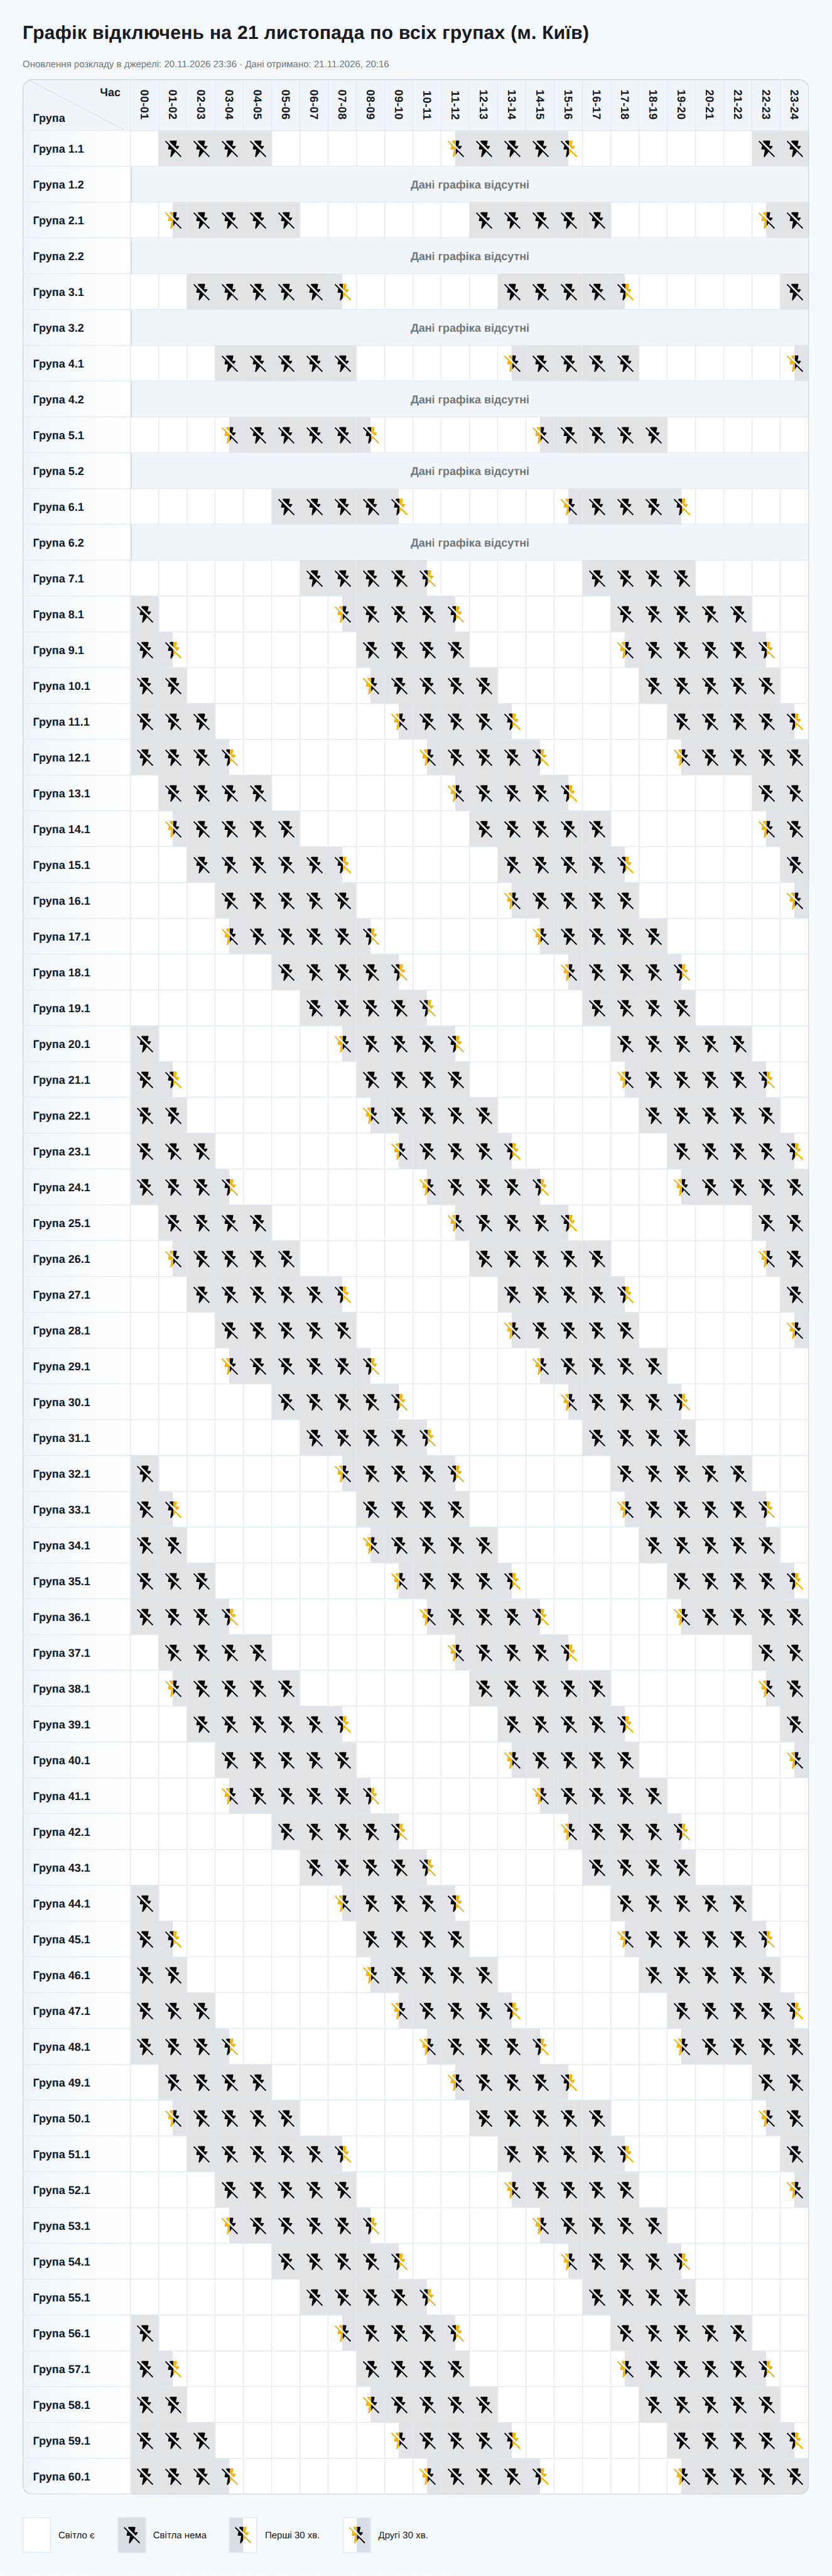 Графік відключень на 21 листопада по всіх групах (м. Київ)
Оновлення розкладу в джерелі: 20.11.2026 23:36 · Дані отримано: 21.11.2026, 20:16
Час
Група
00-01 01-02 02-03 03-04 04-05 05-06 06-07 07-08 08-09 09-10 10-11 11-12 12-13 13-14 14-15 15-16 16-17 17-18 18-19 19-20 20-21 21-22 22-23 23-24
Група 1.1
Група 1.2 Дані графіка відсутні
Група 2.1
Група 2.2 Дані графіка відсутні
Група 3.1
Група 3.2 Дані графіка відсутні
Група 4.1
Група 4.2 Дані графіка відсутні
Група 5.1
Група 5.2 Дані графіка відсутні
Група 6.1
Група 6.2 Дані графіка відсутні
Група 7.1
Група 8.1
Група 9.1
Група 10.1
Група 11.1
Група 12.1
Група 13.1
Група 14.1
Група 15.1
Група 16.1
Група 17.1
Група 18.1
Група 19.1
Група 20.1
Група 21.1
Група 22.1
Група 23.1
Група 24.1
Група 25.1
Група 26.1
Група 27.1
Група 28.1
Група 29.1
Група 30.1
Група 31.1
Група 32.1
Група 33.1
Група 34.1
Група 35.1
Група 36.1
Група 37.1
Група 38.1
Група 39.1
Група 40.1
Група 41.1
Група 42.1
Група 43.1
Група 44.1
Група 45.1
Група 46.1
Група 47.1
Група 48.1
Група 49.1
Група 50.1
Група 51.1
Група 52.1
Група 53.1
Група 54.1
Група 55.1
Група 56.1
Група 57.1
Група 58.1
Група 59.1
Група 60.1
Світло є Світла нема Перші 30 хв. Другі 30 хв.